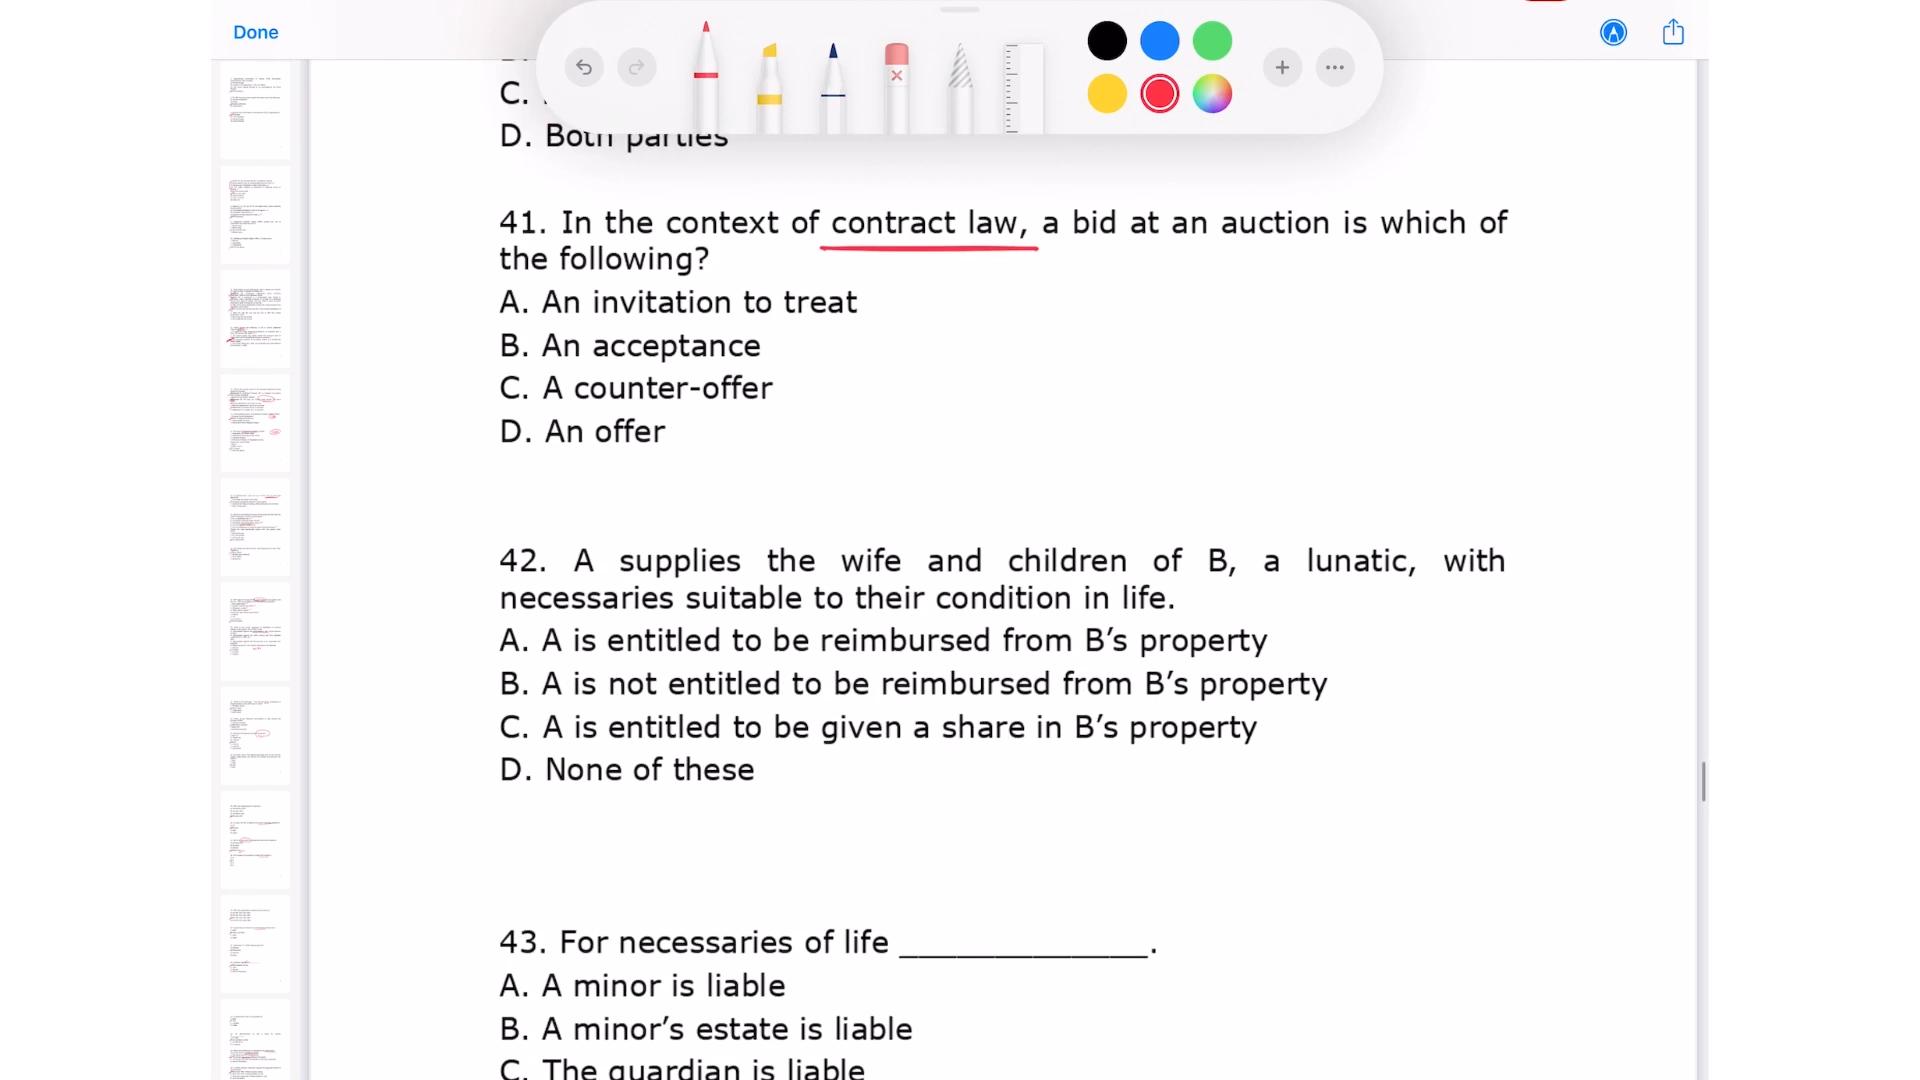 Done
C.
D. Both parties
41. In the context of contract law, a bid at an auction is which of
the following?
A. An invitation to treat
B. An acceptance
C. A counter-offer
D. An offer
42. A supplies the wife and children of B, a lunatic, with
necessaries suitable to their condition in life.
A. A is entitled to be reimbursed from B’s property
B. A is not entitled to be reimbursed from B’s property
C. A is entitled to be given a share in B’s property
D. None of these
43. For necessaries of life _______________.
A. A minor is liable
B. A minor’s estate is liable
C. The guardian is liable